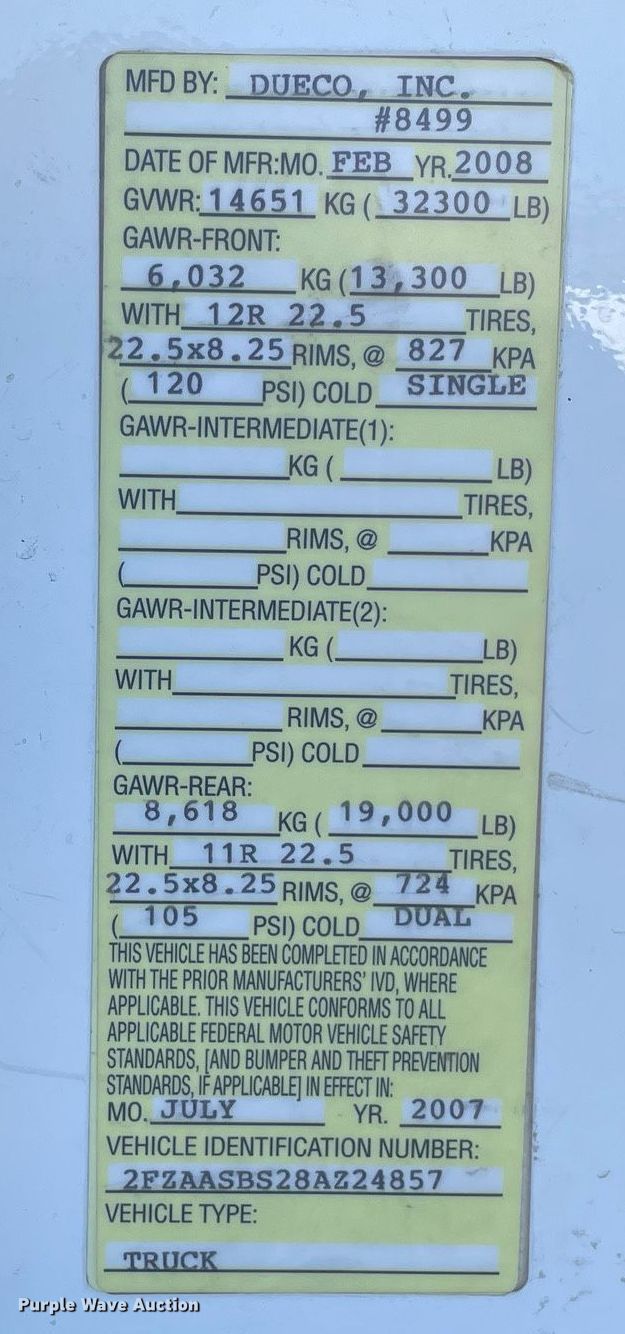 MFD BY: DUECO, INC.
#8499
DATE OF MFR:MO. FEB YR. 2008
GVWR: 14651 KG ( 32300 LB)
GAWR-FRONT:
6,032 KG (13,300 LB)
WITH 12R 22.5 TIRES,
22.5x8.25 RIMS, @ 827 KPA
( 120 PSI) COLD SINGLE
GAWR-INTERMEDIATE(1):
KG ( LB)
WITH TIRES,
RIMS, @ KPA
( PSI) COLD
GAWR-INTERMEDIATE(2):
KG ( LB)
WITH TIRES,
RIMS, @ KPA
( PSI) COLD
GAWR-REAR:
8,618 KG ( 19,000 LB)
WITH 11R 22.5 TIRES,
22.5x8.25 RIMS, @ 724 KPA
( 105 PSI) COLD DUAL
THIS VEHICLE HAS BEEN COMPLETED IN ACCORDANCE
WITH THE PRIOR MANUFACTURERS' IVD, WHERE
APPLICABLE. THIS VEHICLE CONFORMS TO ALL
APPLICABLE FEDERAL MOTOR VEHICLE SAFETY
STANDARDS, [AND BUMPER AND THEFT PREVENTION
STANDARDS, IF APPLICABLE] IN EFFECT IN:
MO. JULY YR. 2007
VEHICLE IDENTIFICATION NUMBER:
2FZAASBS28AZ24857
VEHICLE TYPE:
TRUCK
Purple Wave Auction